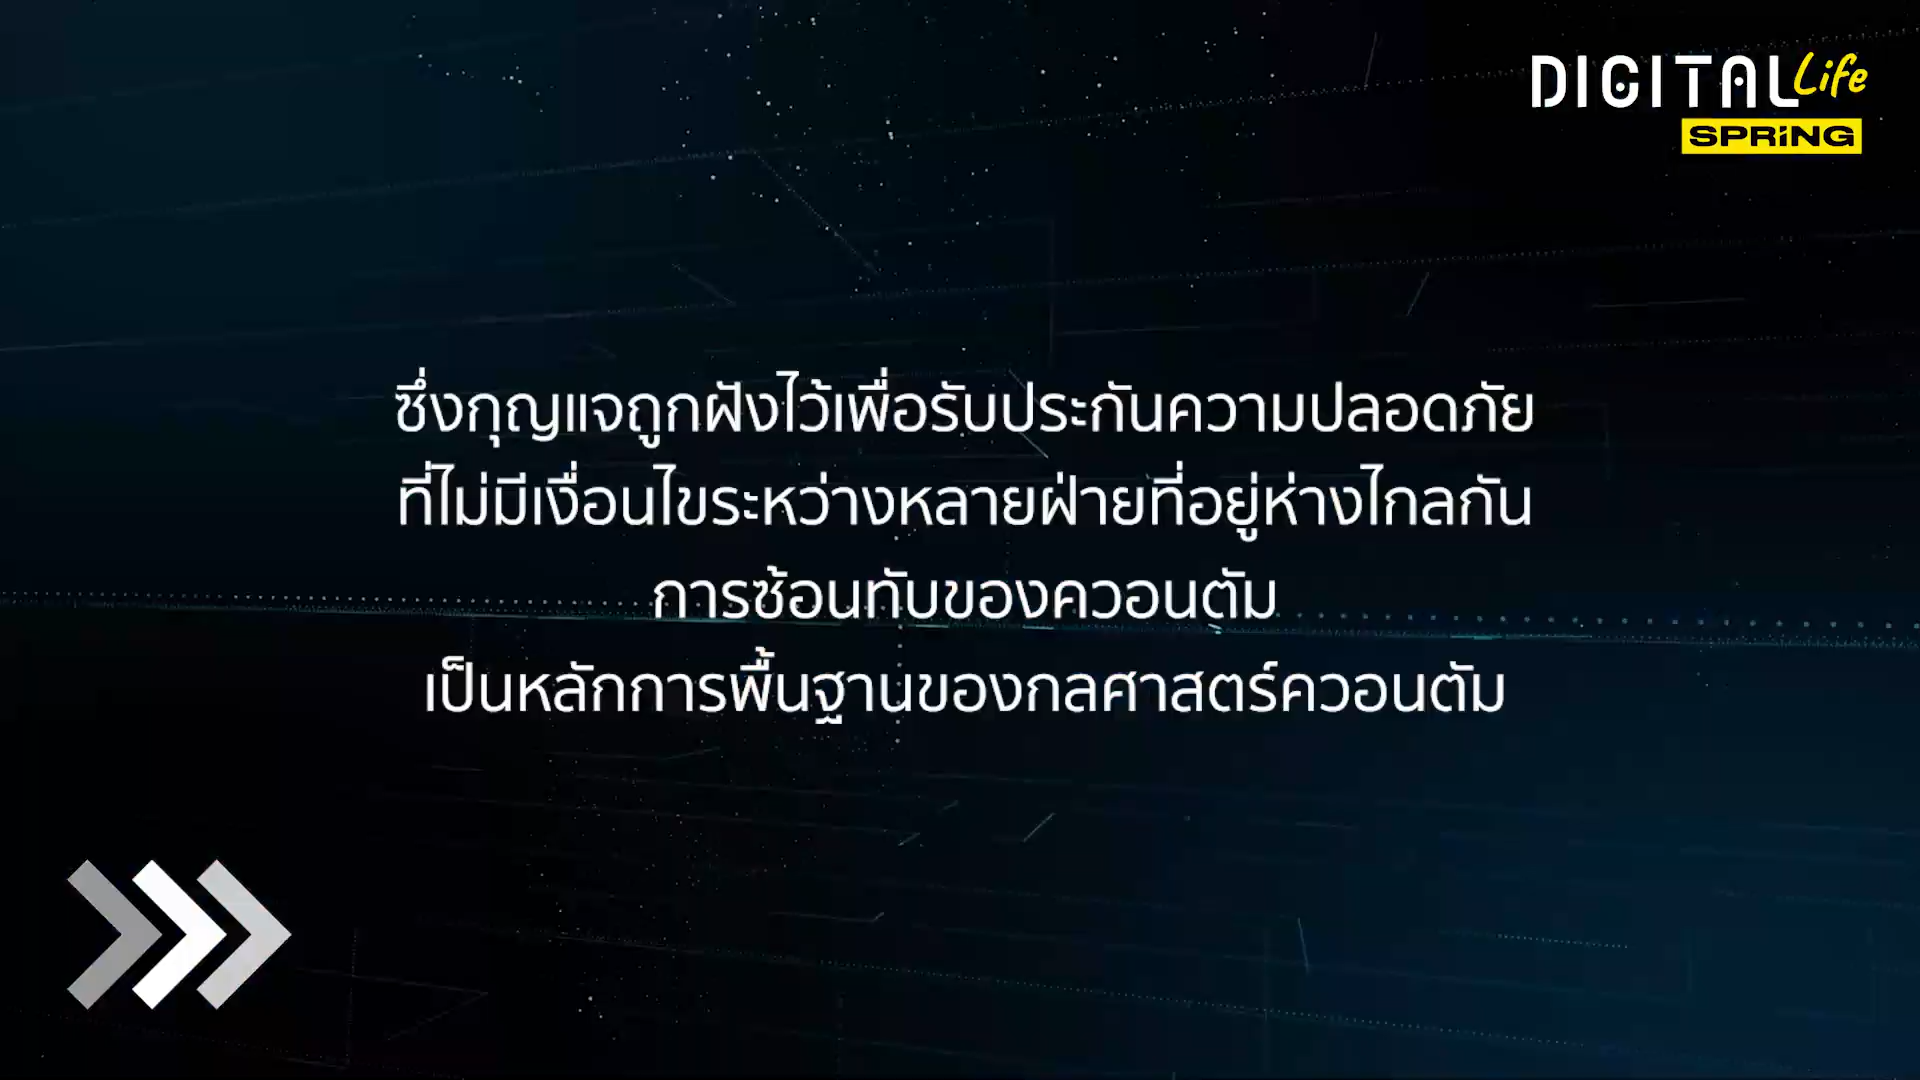 DIGITAL Life
SPRiNG
ซึ่งกุญแจถูกฝังไว้เพื่อรับประกันความปลอดภัย
ที่ไม่มีเงื่อนไขระหว่างหลายฝ่ายที่อยู่ห่างไกลกัน
การซ้อนทับของควอนตัม
เป็นหลักการพื้นฐานของกลศาสตร์ควอนตัม